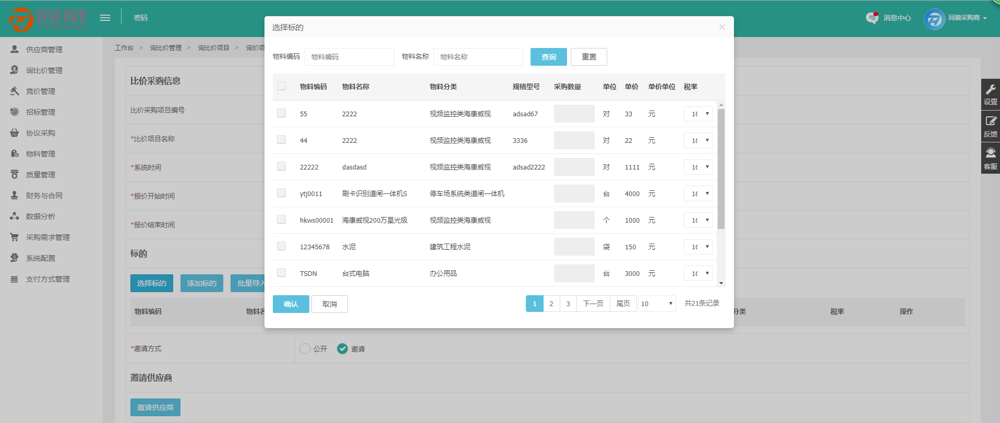 同徽
TONGHUI
密码
消息中心
同徽采购商
供应商管理
询比价管理
竞价管理
招标管理
协议采购
物料管理
质量管理
财务与合同
数据分析
采购需求管理
系统配置
支付方式管理
工作台 > 询比价管理 > 询比价项目 > 询价项
比价采购信息
比价采购项目编号
*比价项目名称
*系统时间
*报价开始时间
*报价结束时间
标的
选择标的 添加标的 批量导入
物料编码 物料名 分类 税率 操作
*邀请方式 公开 邀请
邀请供应商
邀请供应商
选择标的 ×
物料编码 物料编码 物料名称 物料名称 查询 重置
物料编码 物料名称 物料分类 规格型号 采购数量 单位 单价 单价单位 税率
55 2222 视频监控类海康威视 adsad67 对 33 元 16
44 2222 视频监控类海康威视 3336 对 22 元 16
22222 dasdasd 视频监控类海康威视 adsad2222 对 1111 元 16
ytj0011 刷卡识别道闸一体机S 停车场系统类道闸一体机 台 4000 元 16
hkws00001 海康威视200万星光级 视频监控类海康威视 个 1000 元 16
12345678 水泥 建筑工程水泥 袋 150 元 16
TSDN 台式电脑 办公用品 台 3000 元 16
确认 取消 1 2 3 下一页 尾页 10 共21条记录
设置
反馈
客服